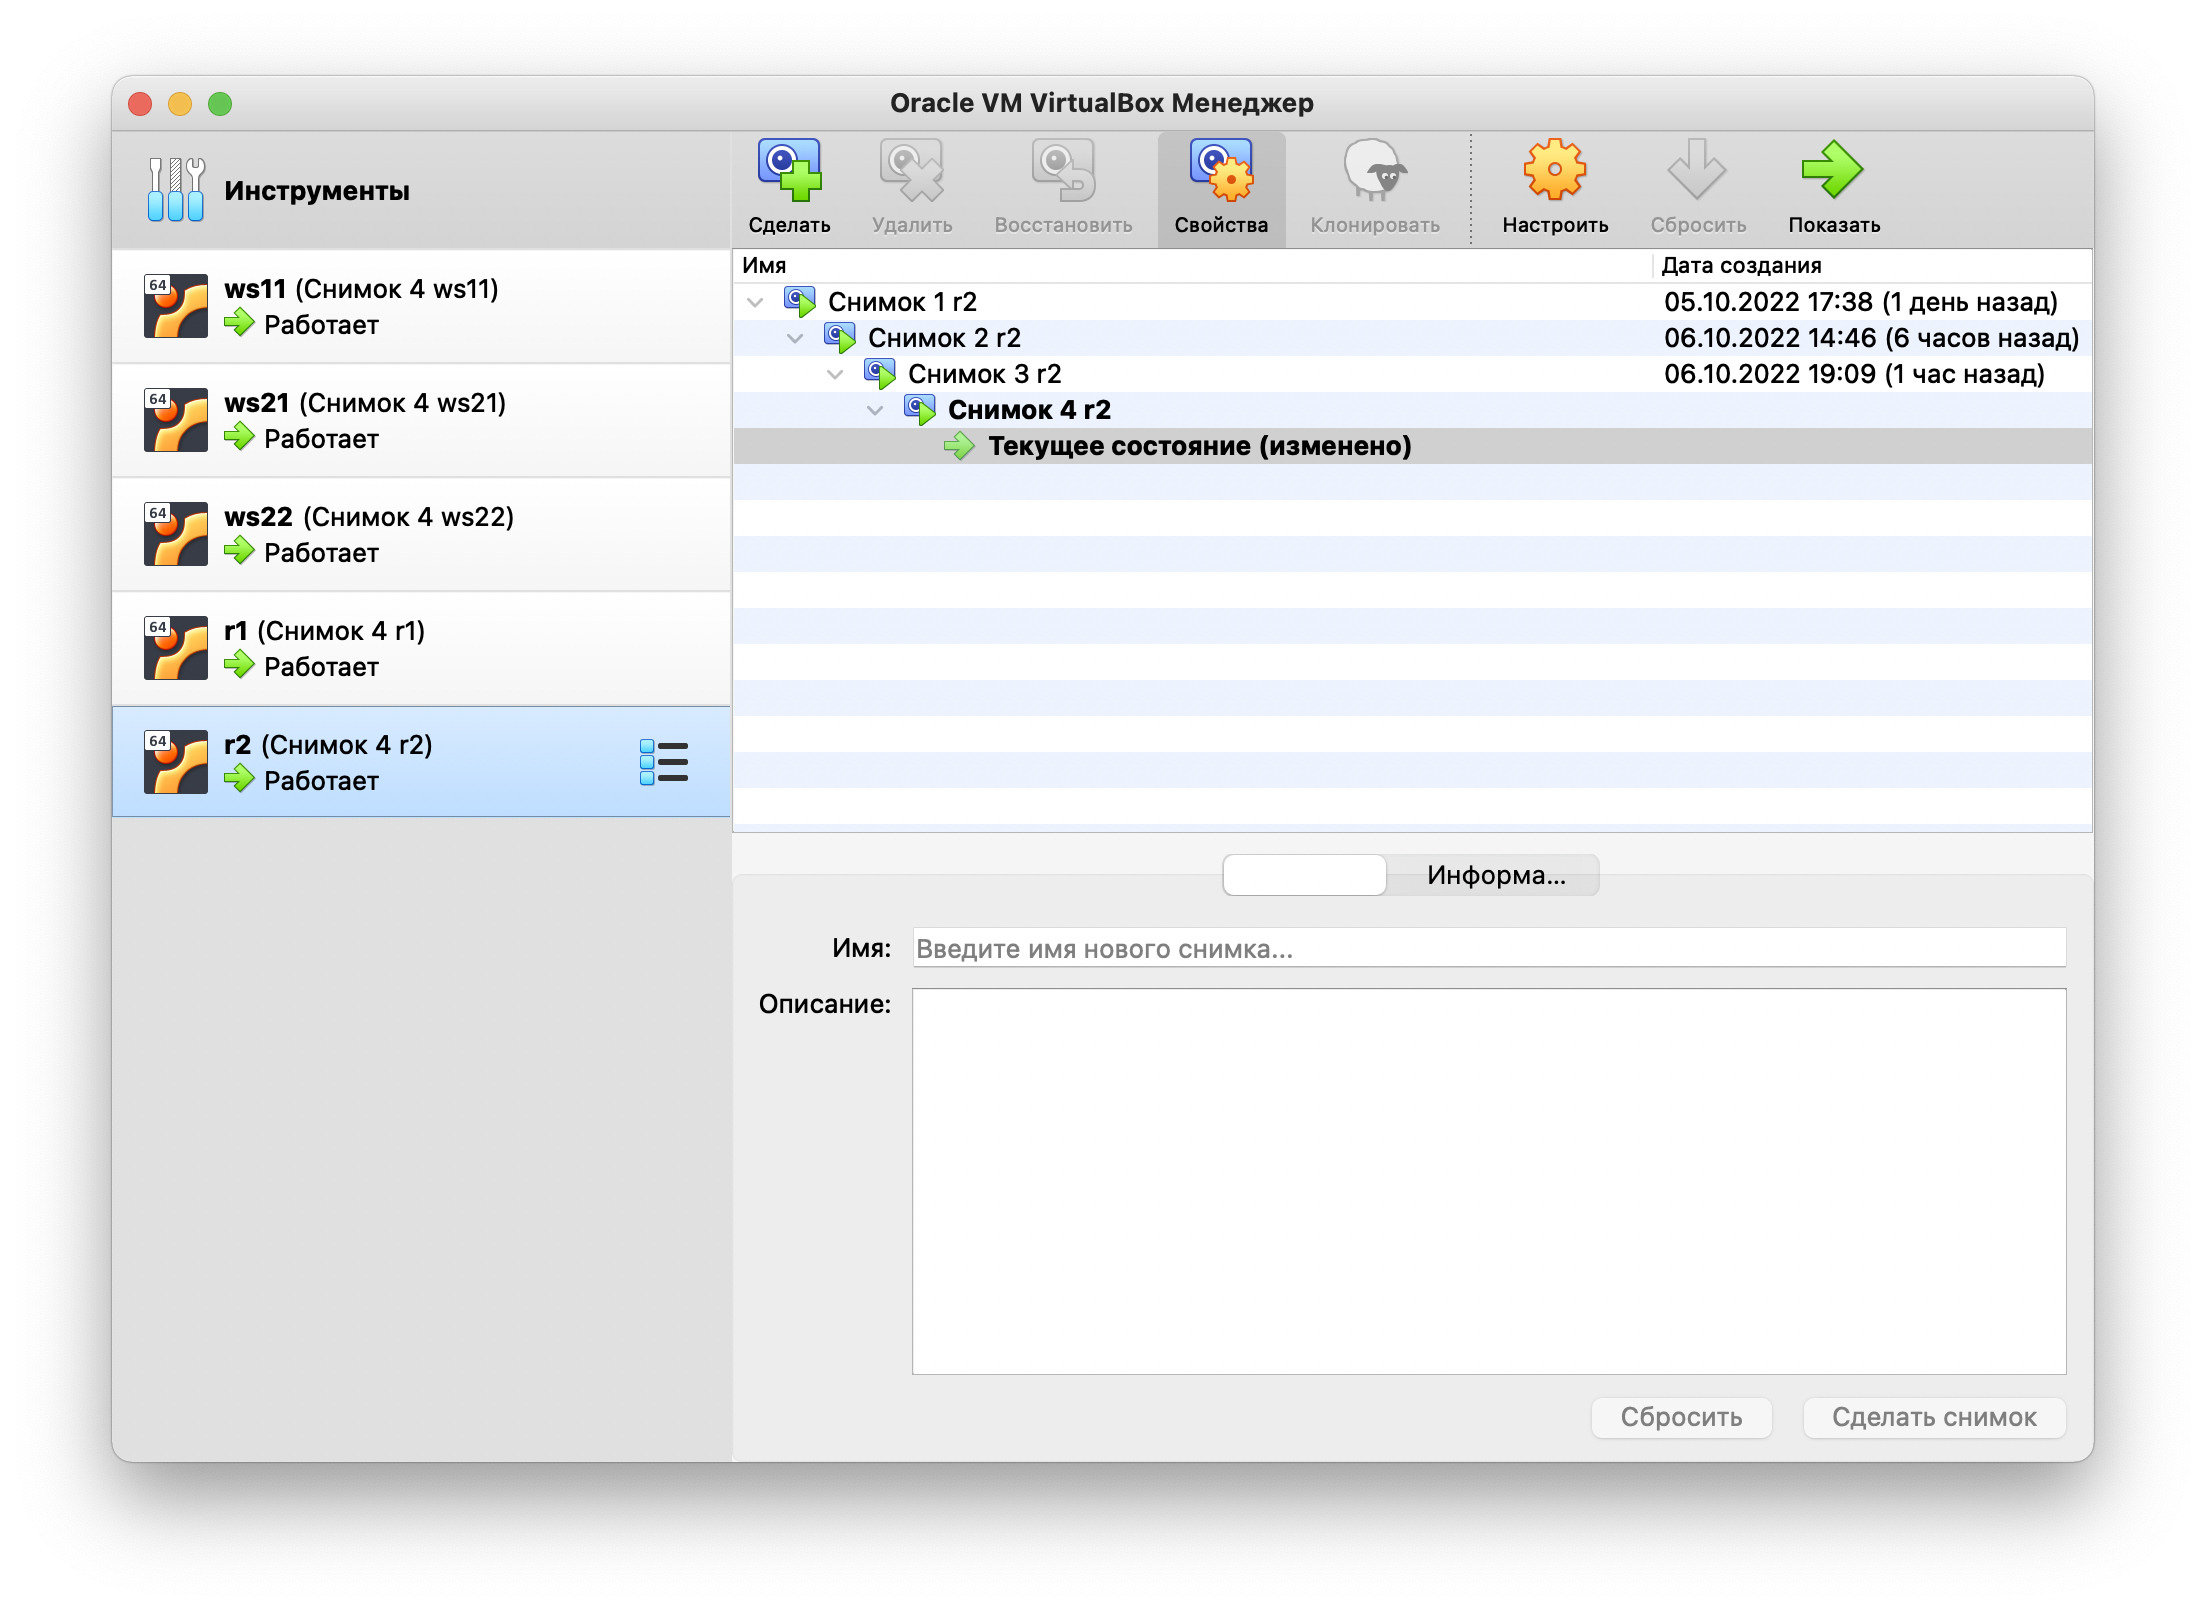 Oracle VM VirtualBox Менеджер
Инструменты
Сделать
Удалить
Восстановить
Свойства
Клонировать
Настроить
Сбросить
Показать
64
ws11 (Снимок 4 ws11)
Работает
64
ws21 (Снимок 4 ws21)
Работает
64
ws22 (Снимок 4 ws22)
Работает
64
r1 (Снимок 4 r1)
Работает
64
r2 (Снимок 4 r2)
Работает
Имя Дата создания
Снимок 1 r2 05.10.2022 17:38 (1 день назад)
Снимок 2 r2 06.10.2022 14:46 (6 часов назад)
Снимок 3 r2 06.10.2022 19:09 (1 час назад)
Снимок 4 r2
Текущее состояние (изменено)
Информа...
Имя: Введите имя нового снимка...
Описание:
Сбросить Сделать снимок